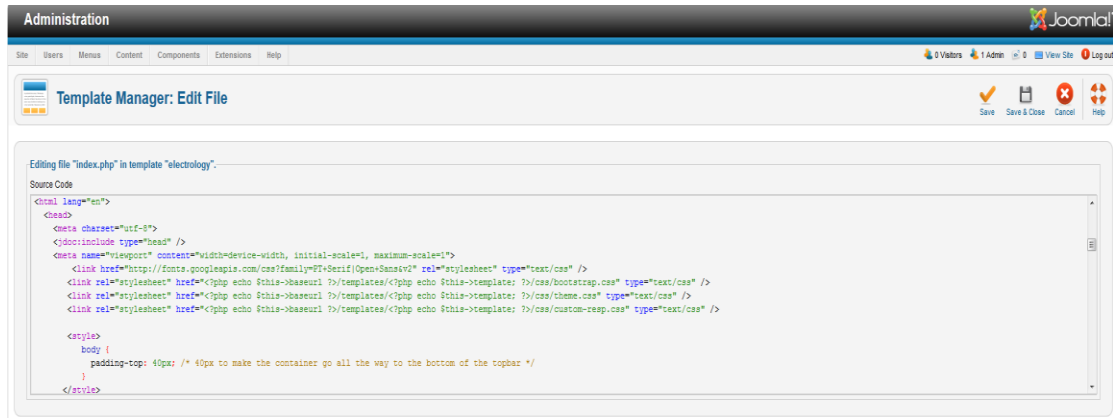 Administration
Joomla!
Site Users Menus Content Components Extensions Help
0 Visitors 1 Admin 0 View Site Log out
Template Manager: Edit File
Save Save & Close Cancel Help
Editing file "index.php" in template "electrology".
Source Code
<html lang="en">
<head>
<meta charset="utf-8">
<jdoc:include type="head" />
<meta name="viewport" content="width=device-width, initial-scale=1, maximum-scale=1">
<link href="http://fonts.googleapis.com/css?family=PT+Serif|Open+Sans&v2" rel="stylesheet" type="text/css" />
<link rel="stylesheet" href="<?php echo $this->baseurl ?>/templates/<?php echo $this->template; ?>/css/bootstrap.css" type="text/css" />
<link rel="stylesheet" href="<?php echo $this->baseurl ?>/templates/<?php echo $this->template; ?>/css/theme.css" type="text/css" />
<link rel="stylesheet" href="<?php echo $this->baseurl ?>/templates/<?php echo $this->template; ?>/css/custom-resp.css" type="text/css" />
<style>
body {
padding-top: 40px; /* 40px to make the container go all the way to the bottom of the topbar */
}
</style>